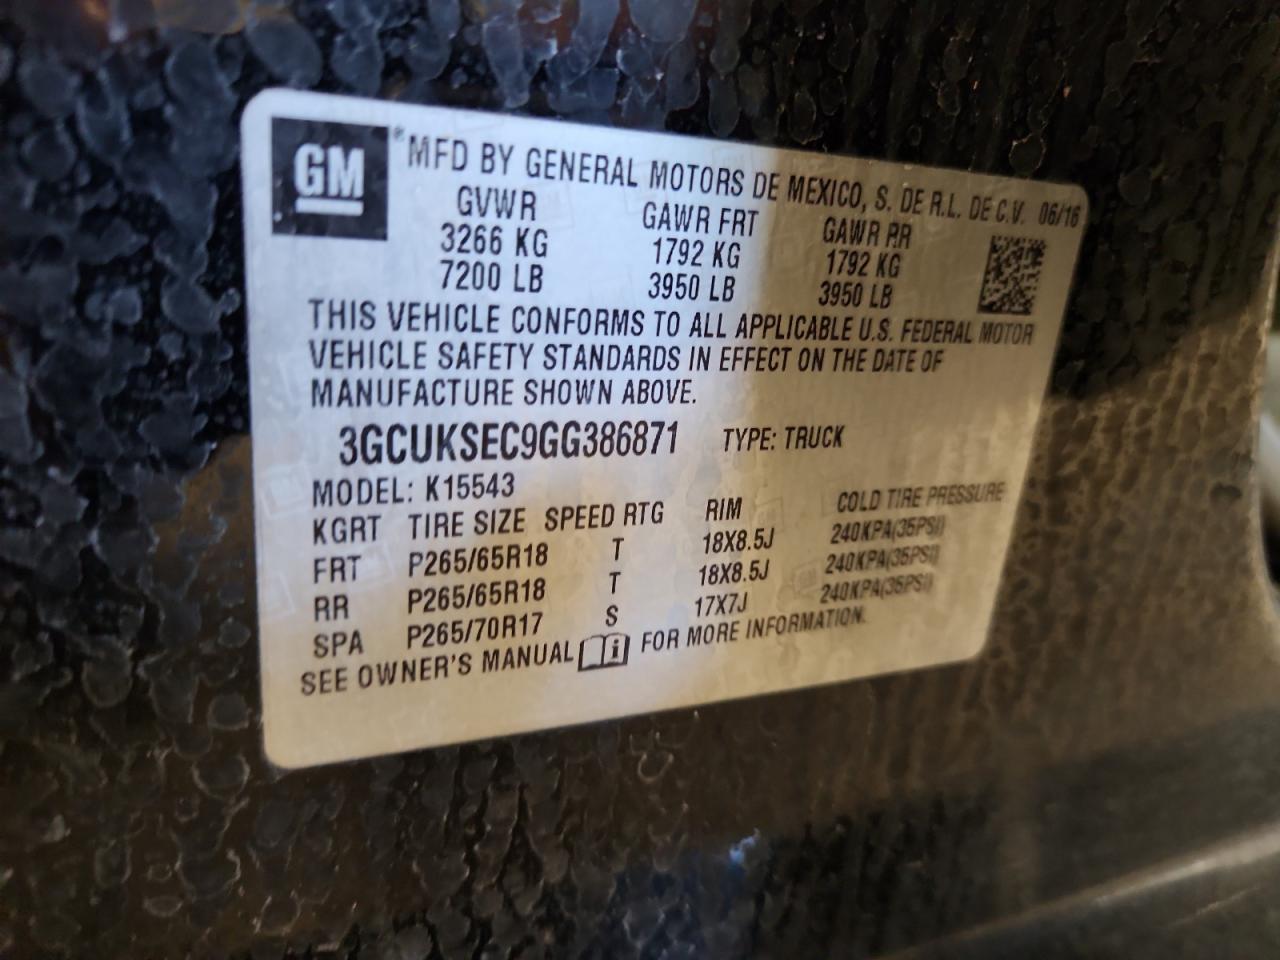 GM ® MFD BY GENERAL MOTORS DE MEXICO, S. DE R.L. DE C.V. 06/16
GVWR GAWR FRT GAWR RR
3266 KG 1792 KG 1792 KG
7200 LB 3950 LB 3950 LB
THIS VEHICLE CONFORMS TO ALL APPLICABLE U.S. FEDERAL MOTOR
VEHICLE SAFETY STANDARDS IN EFFECT ON THE DATE OF
MANUFACTURE SHOWN ABOVE.
3GCUKSEC9GG386871 TYPE: TRUCK
MODEL: K15543
KGRT TIRE SIZE SPEED RTG RIM COLD TIRE PRESSURE
FRT P265/65R18 T 18X8.5J 240KPA(35PSI)
RR P265/65R18 T 18X8.5J 240KPA(35PSI)
SPA P265/70R17 S 17X7J 240KPA(35PSI)
SEE OWNER'S MANUAL i FOR MORE INFORMATION.